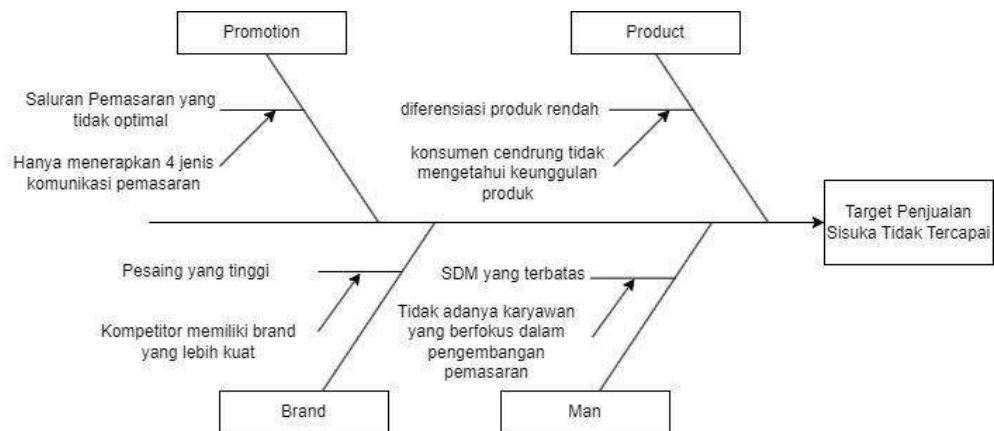 Promotion
Product
Saluran Pemasaran yang
tidak optimal
Hanya menerapkan 4 jenis
komunikasi pemasaran
diferensiasi produk rendah
konsumen cendrung tidak
mengetahui keunggulan
produk
Target Penjualan
Sisuka Tidak Tercapai
Pesaing yang tinggi
Kompetitor memiliki brand
yang lebih kuat
SDM yang terbatas
Tidak adanya karyawan
yang berfokus dalam
pengembangan
pemasaran
Brand
Man